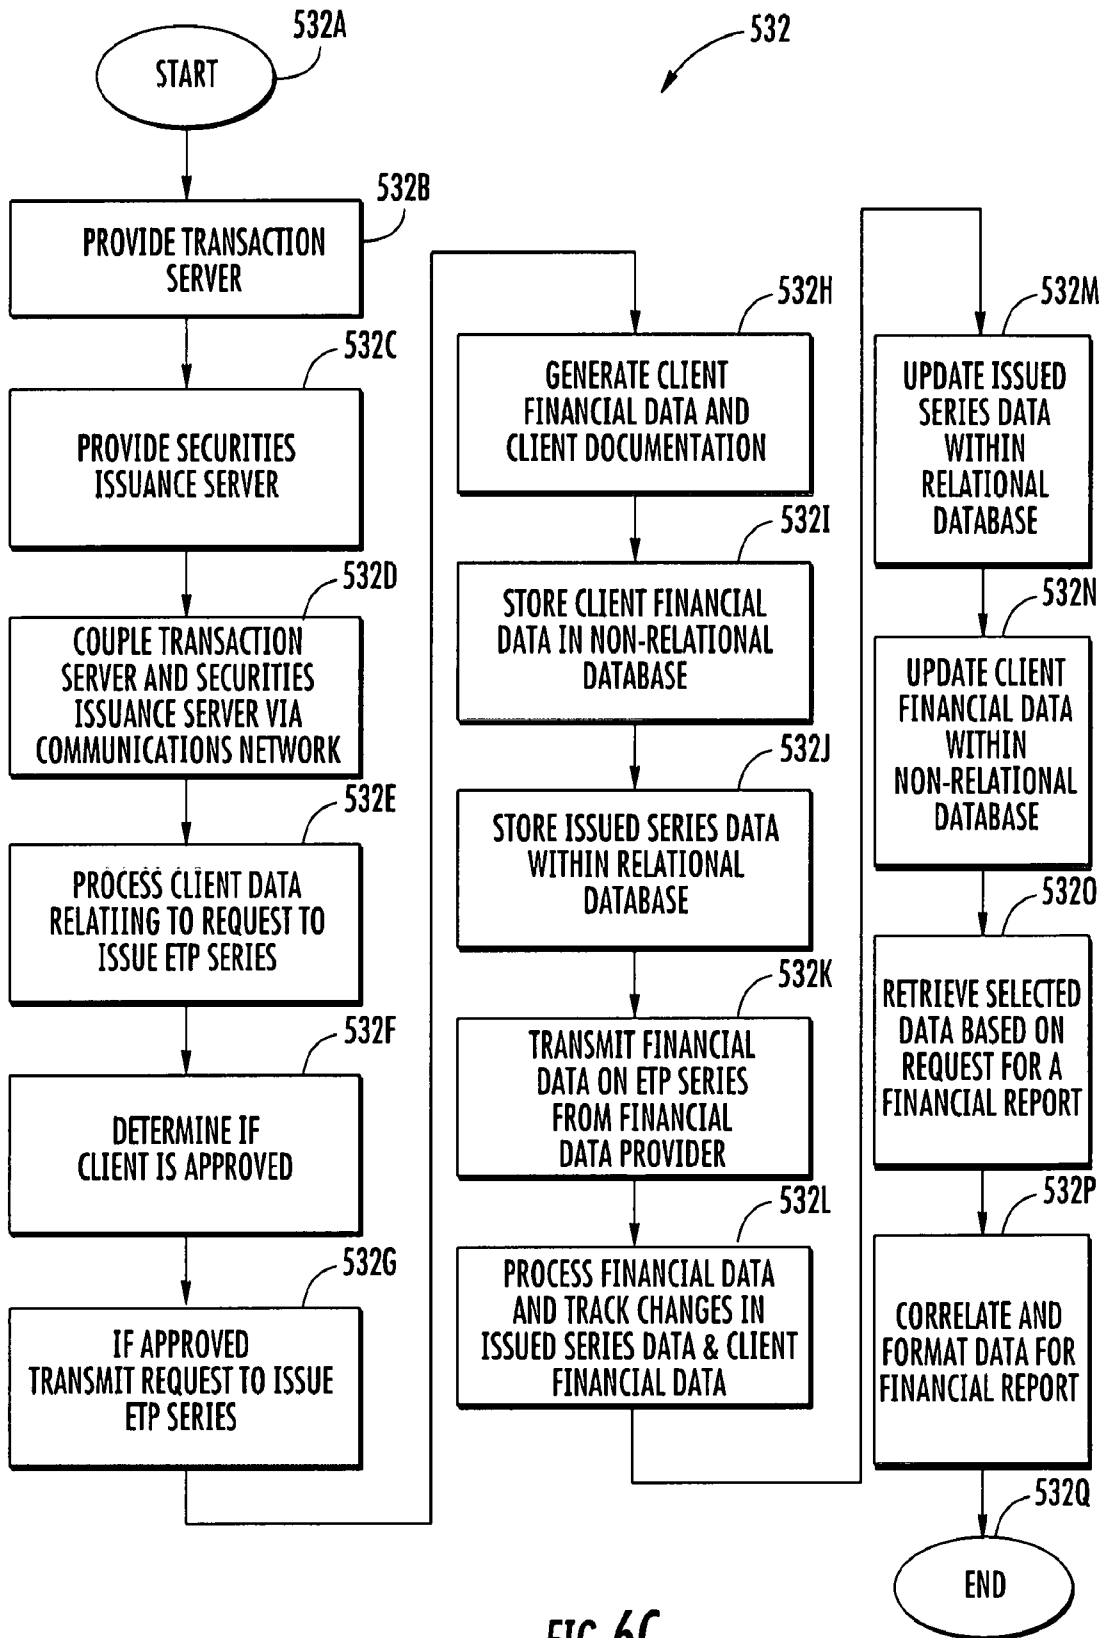 532A
START
532
532B
PROVIDE TRANSACTION
SERVER
532C
PROVIDE SECURITIES
ISSUANCE SERVER
532D
COUPLE TRANSACTION
SERVER AND SECURITIES
ISSUANCE SERVER VIA
COMMUNICATIONS NETWORK
532E
PROCESS CLIENT DATA
RELATIING TO REQUEST TO
ISSUE ETP SERIES
532F
DETERMINE IF
CLIENT IS APPROVED
532G
IF APPROVED
TRANSMIT REQUEST TO ISSUE
ETP SERIES
532H
GENERATE CLIENT
FINANCIAL DATA AND
CLIENT DOCUMENTATION
532I
STORE CLIENT FINANCIAL
DATA IN NON-RELATIONAL
DATABASE
532J
STORE ISSUED SERIES DATA
WITHIN RELATIONAL
DATABASE
532K
TRANSMIT FINANCIAL
DATA ON ETP SERIES
FROM FINANCIAL
DATA PROVIDER
532L
PROCESS FINANCIAL DATA
AND TRACK CHANGES IN
ISSUED SERIES DATA & CLIENT
FINANCIAL DATA
532M
UPDATE ISSUED
SERIES DATA
WITHIN
RELATIONAL
DATABASE
532N
UPDATE CLIENT
FINANCIAL DATA
WITHIN
NON-RELATIONAL
DATABASE
532O
RETRIEVE SELECTED
DATA BASED ON
REQUEST FOR A
FINANCIAL REPORT
532P
CORRELATE AND
FORMAT DATA FOR
FINANCIAL REPORT
532Q
END
FIG. 6C